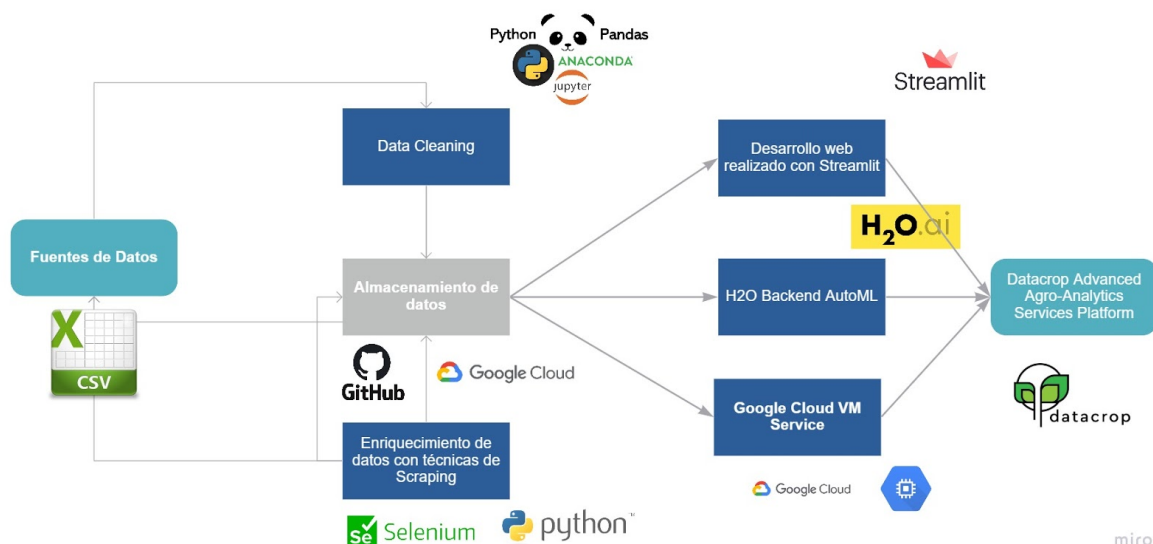 Python Pandas
ANACONDA
jupyter
Streamlit
Data Cleaning
Desarrollo web
realizado con Streamlit
H2O.ai
Fuentes de Datos
Almacenamiento de
datos
H2O Backend AutoML
Datacrop Advanced
Agro-Analytics
Services Platform
X
CSV
GitHub
Google Cloud
Google Cloud VM
Service
datacrop
Enriquecimiento de
datos con técnicas de
Scraping
Google Cloud
Se Selenium
python™
miro